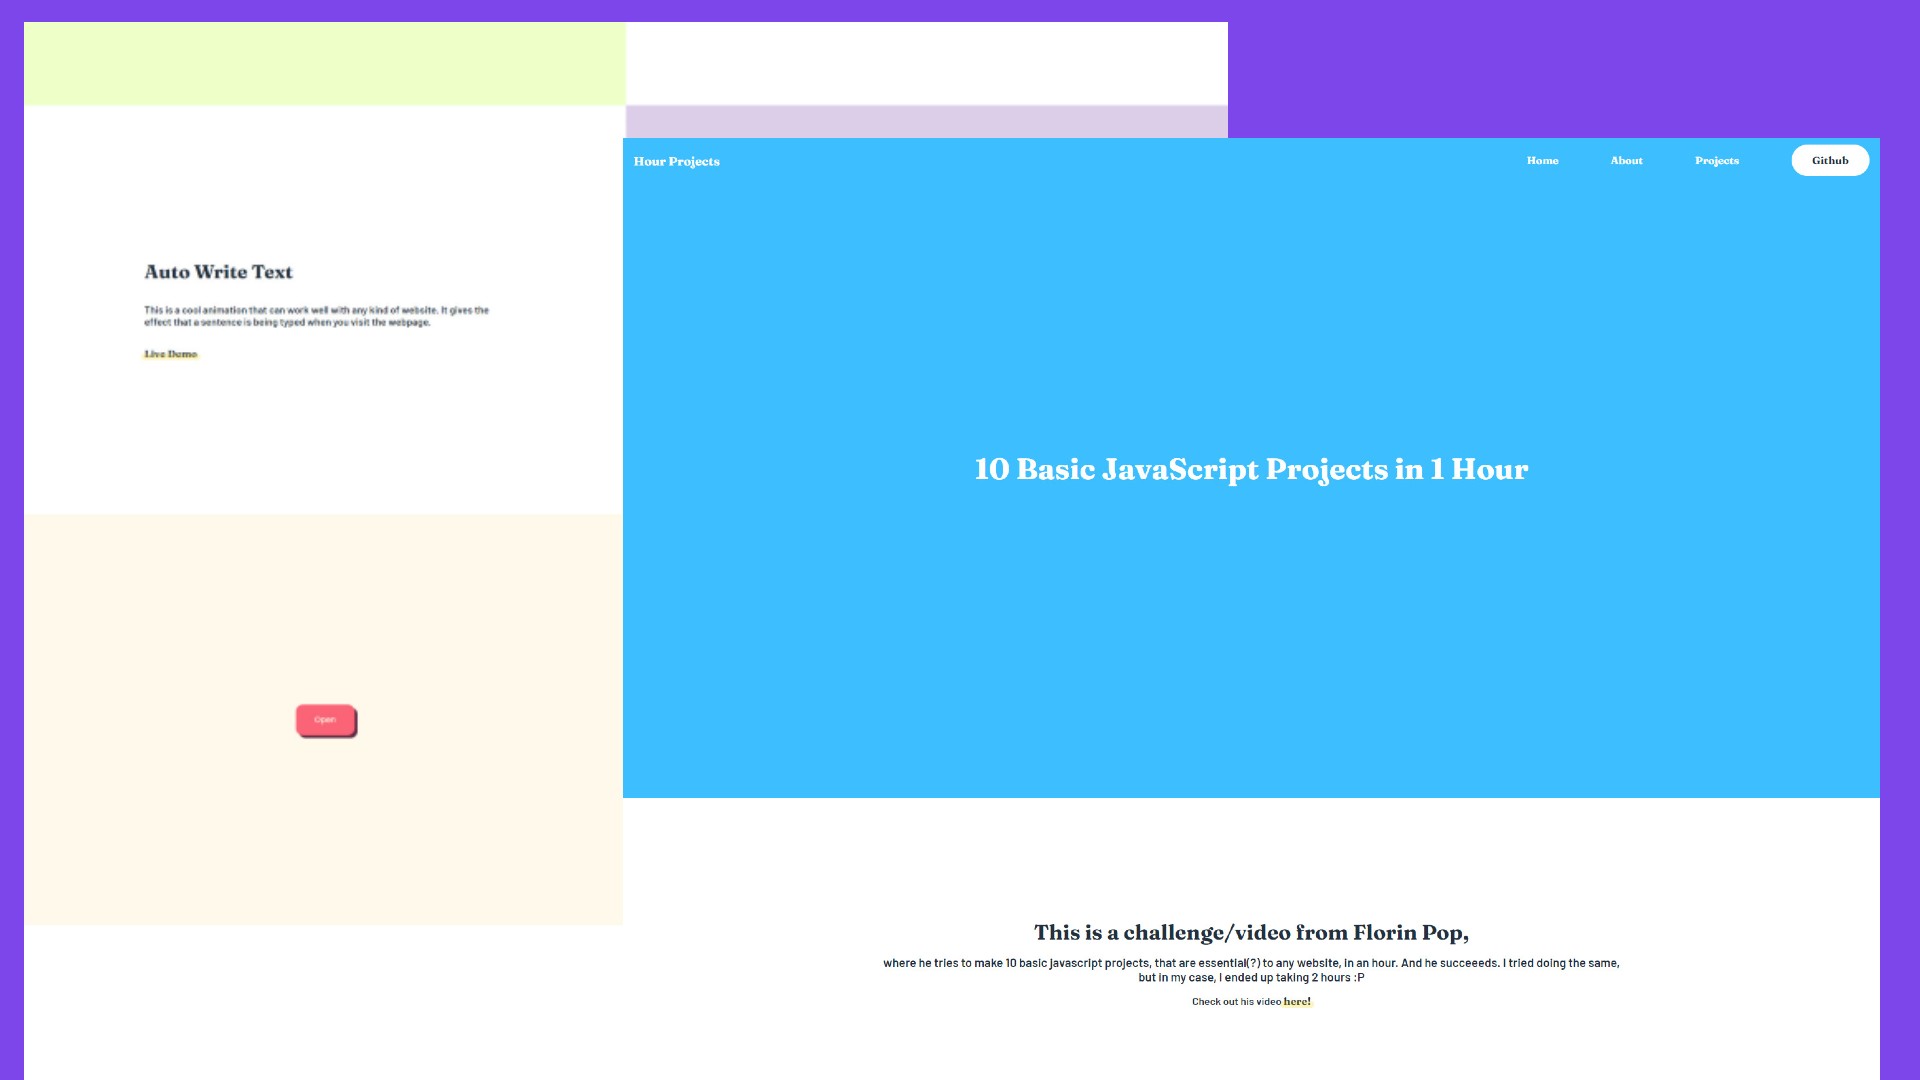 Hour Projects
Home
About
Projects
Github
Auto Write Text
This is a cool animation that can work well with any kind of website. It gives the
effect that a sentence is being typed when you visit the webpage.
Live Demo
10 Basic JavaScript Projects in 1 Hour
Open
This is a challenge/video from Florin Pop,
where he tries to make 10 basic javascript projects, that are essential(?) to any website, in an hour. And he succeeeds. I tried doing the same,
but in my case, I ended up taking 2 hours :P
Check out his video here!